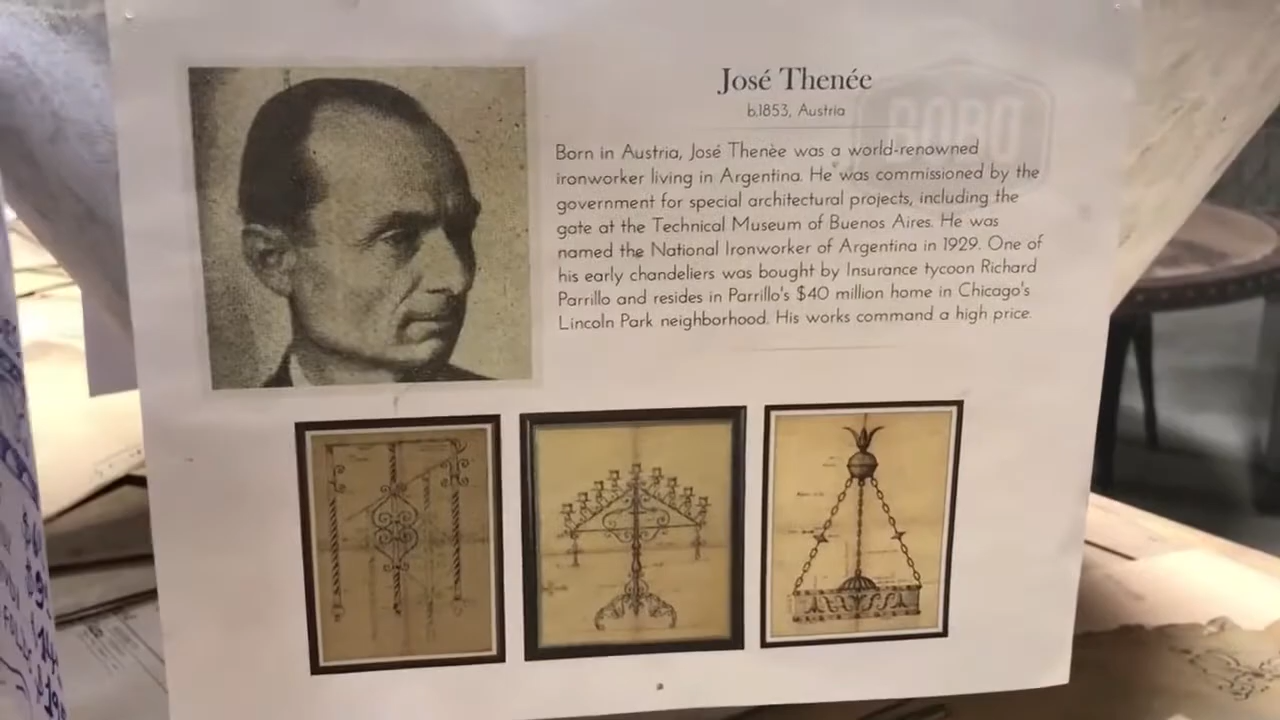 José Thenée
b.1853, Austria
BOBO
Born in Austria, José Thenèe was a world-renowned
ironworker living in Argentina. He was commissioned by the
government for special architectural projects, including the
gate at the Technical Museum of Buenos Aires. He was
named the National Ironworker of Argentina in 1929. One of
his early chandeliers was bought by Insurance tycoon Richard
Parrillo and resides in Parrillo's $40 million home in Chicago's
Lincoln Park neighborhood. His works command a high price.